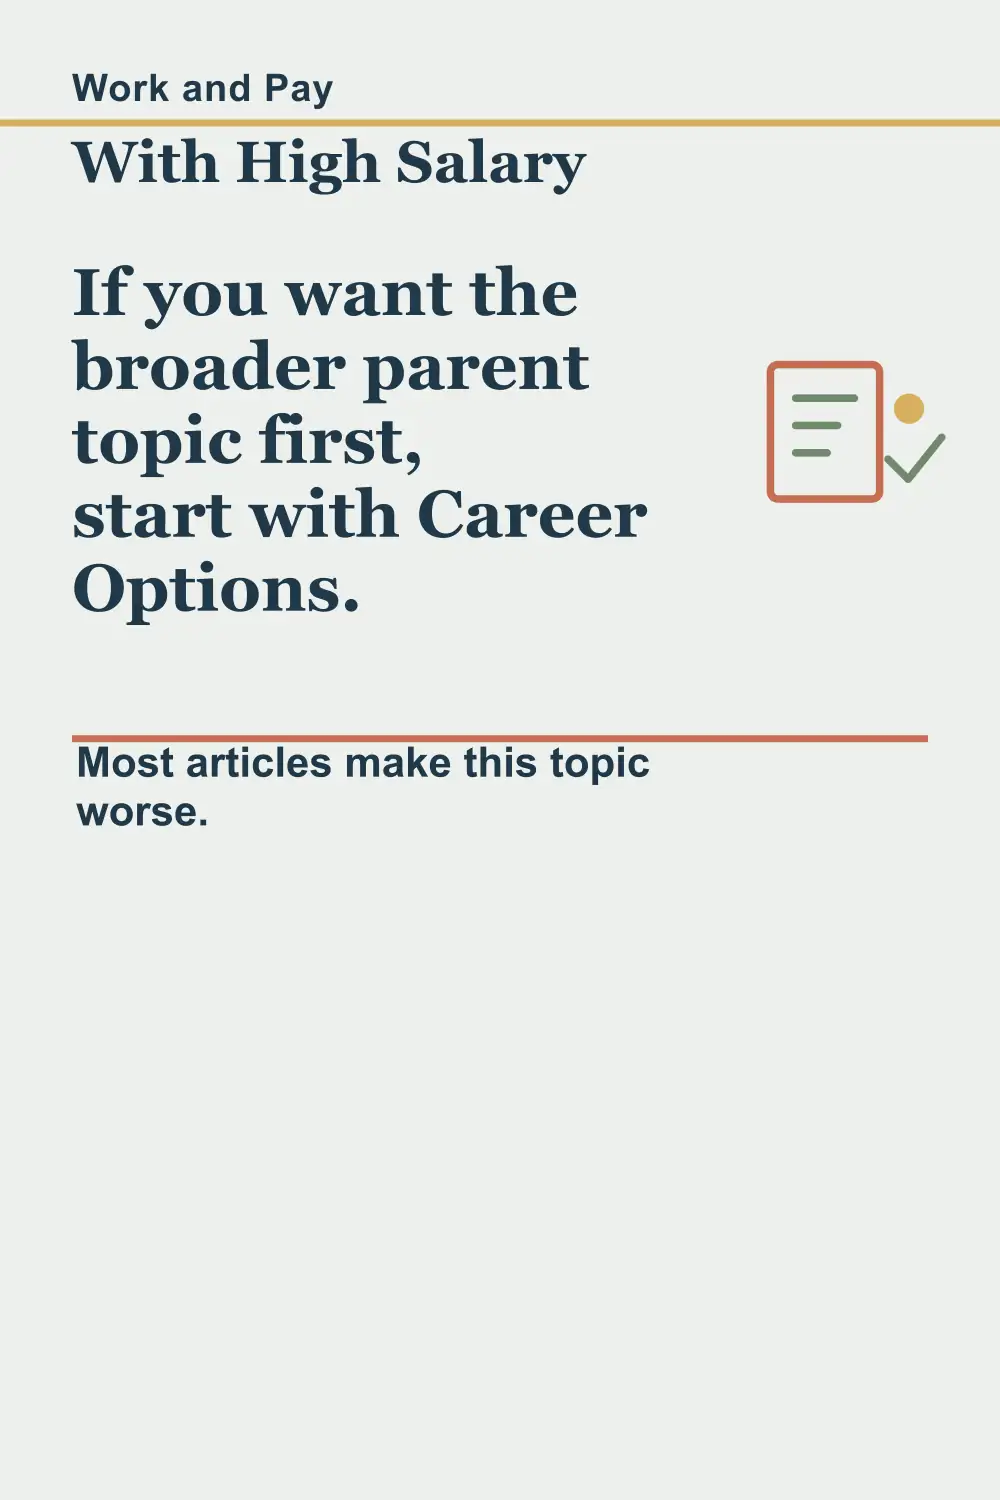 Work and Pay
With High Salary
If you want the
broader parent
topic first,
start with Career
Options.
Most articles make this topic
worse.